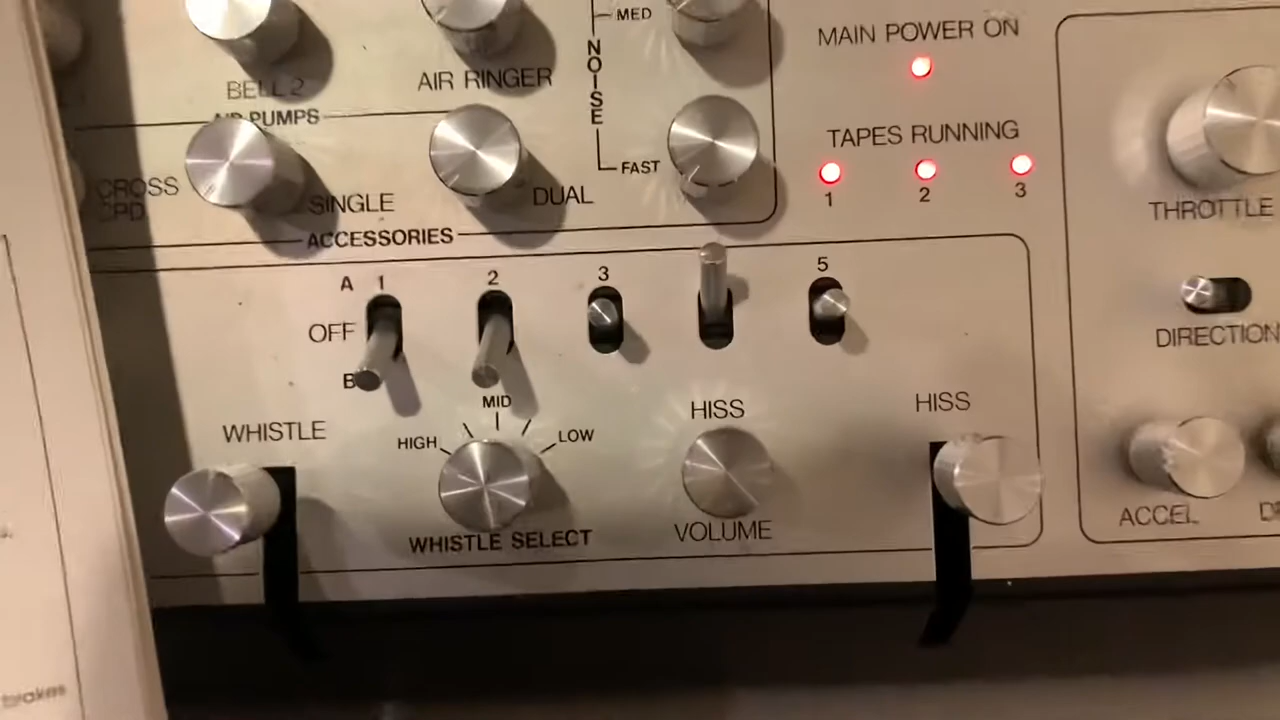 MED
MAIN POWER ON
BELL 2
AIR RINGER
NOISE
AIR PUMPS
TAPES RUNNING
FAST
1 2 3
CROSS
CPD.
SINGLE
DUAL
THROTTLE
ACCESSORIES
A 1 2 3 5
OFF
B
DIRECTION
MID
HISS
HISS
WHISTLE
HIGH
LOW
ACCEL
VOLUME
WHISTLE SELECT
brakes